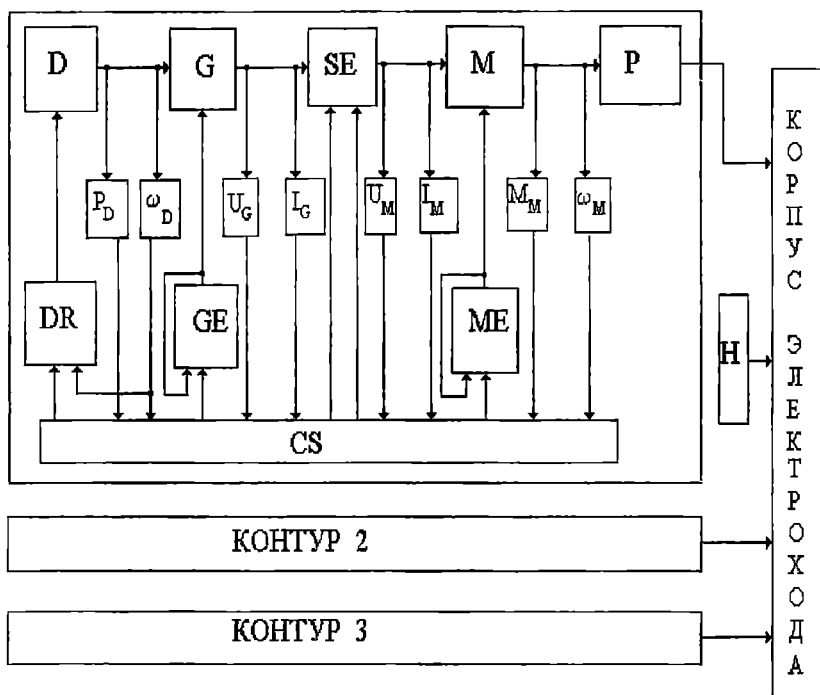 D G SE M P
P_D ω_D U_G I_G U_M I_M M_M ω_M
DR GE ME
CS
H
КОНТУР 2
КОНТУР 3
КОРПУС ЭЛЕКТРОХОДА